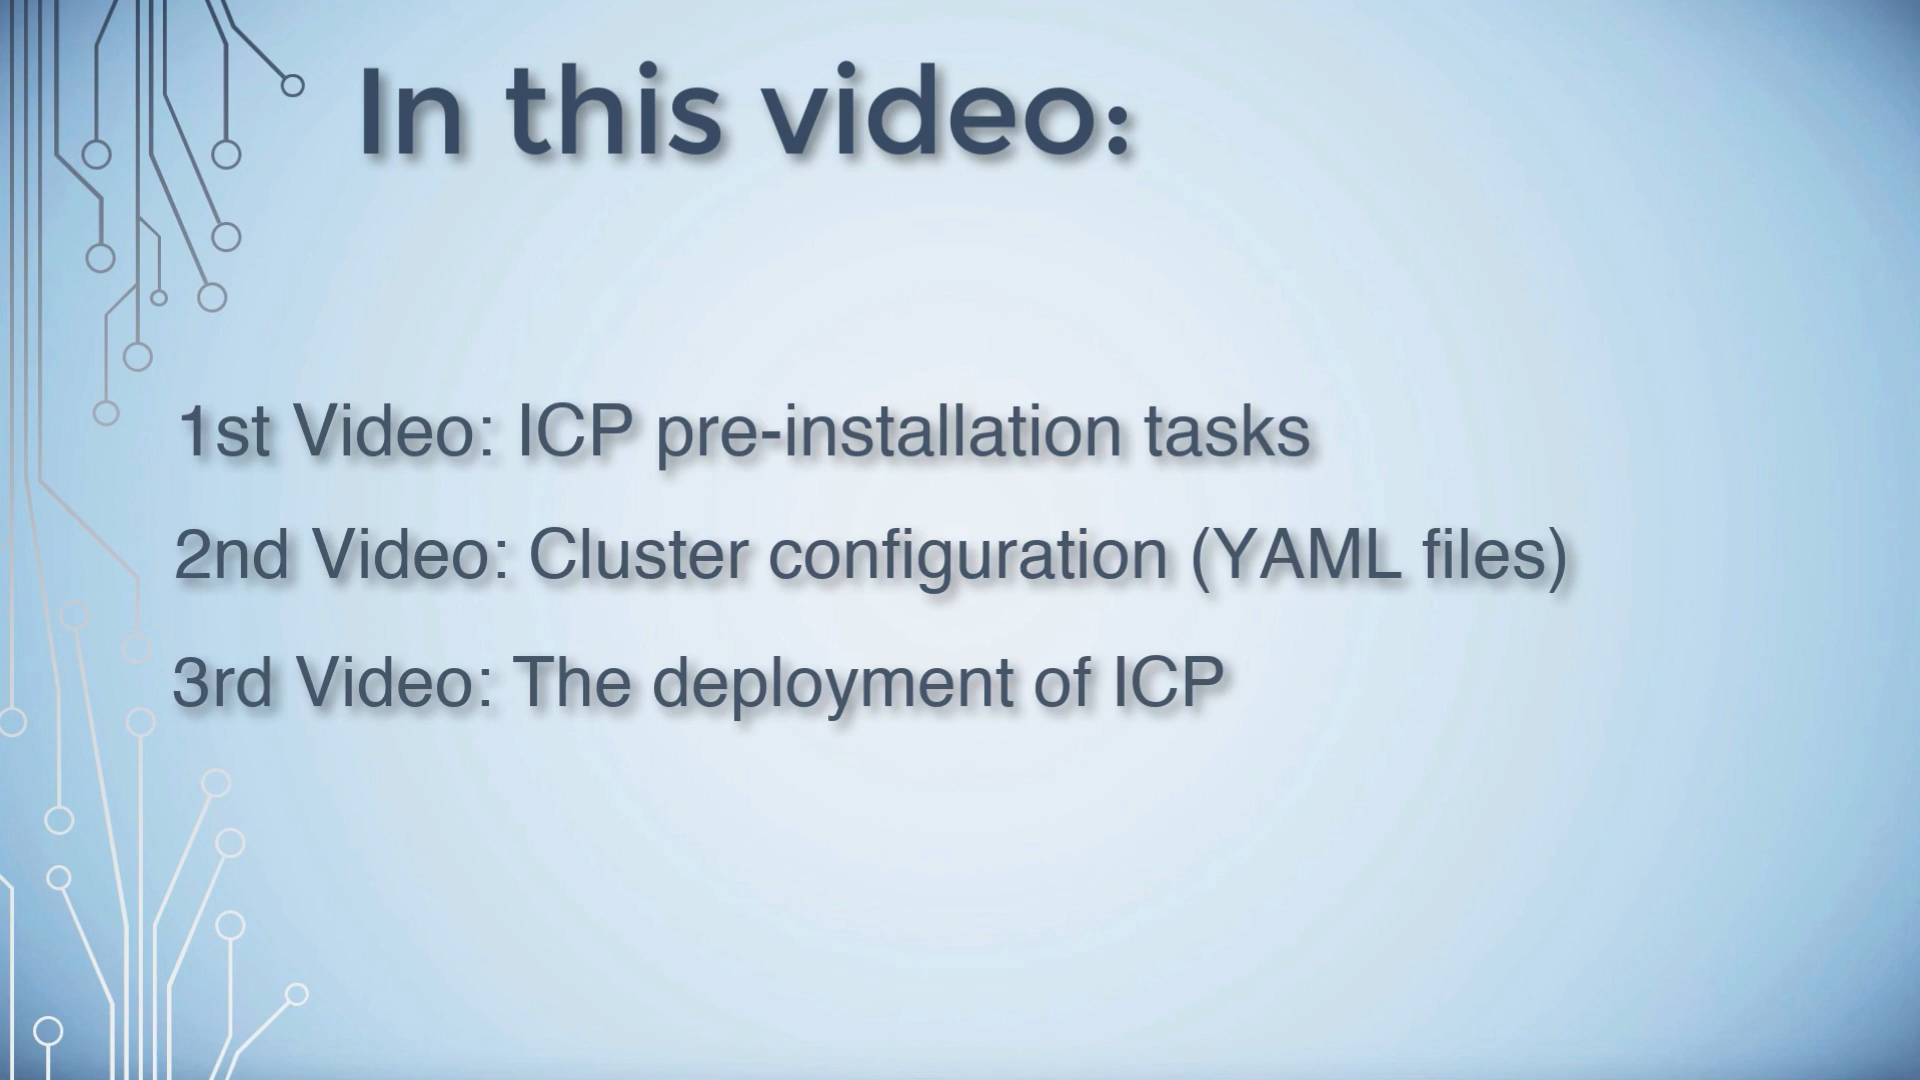 In this video:
1st Video: ICP pre-installation tasks
2nd Video: Cluster configuration (YAML files)
3rd Video: The deployment of ICP